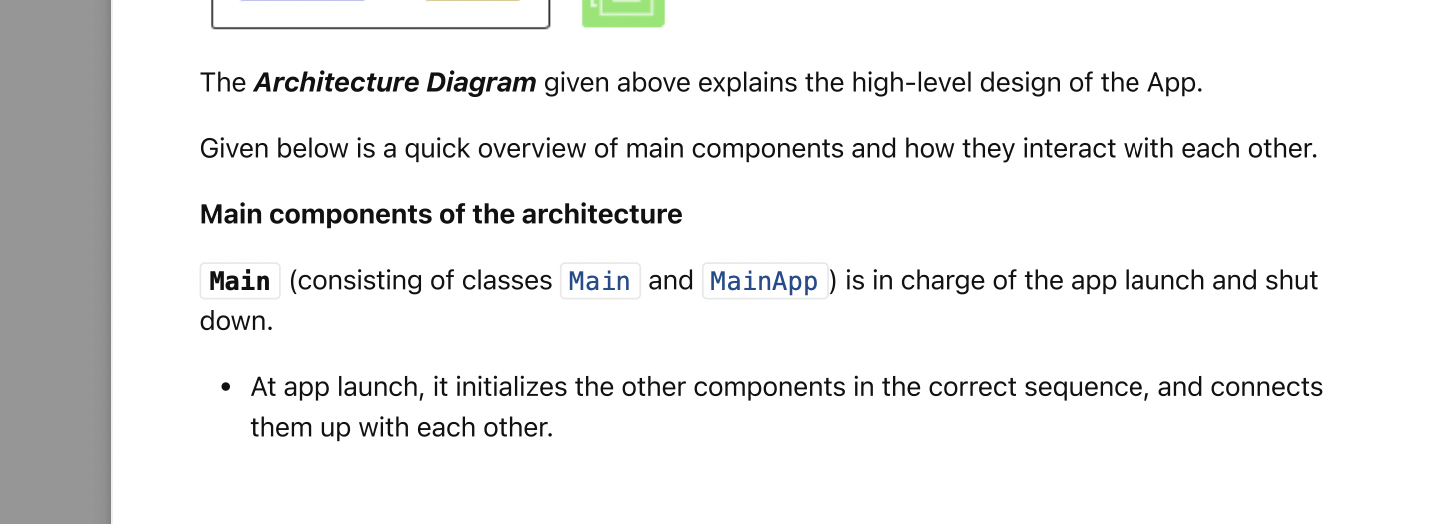 The Architecture Diagram given above explains the high-level design of the App.
Given below is a quick overview of main components and how they interact with each other.
Main components of the architecture
Main (consisting of classes Main and MainApp) is in charge of the app launch and shut
down.
• At app launch, it initializes the other components in the correct sequence, and connects
them up with each other.